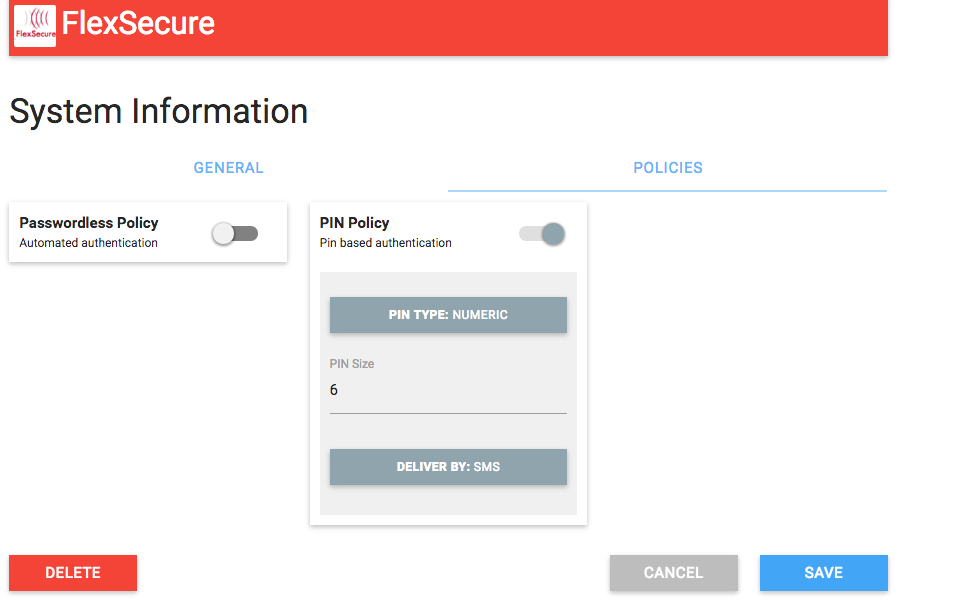 FlexSecure
FlexSecure
System Information
GENERAL
POLICIES
Passwordless Policy
Automated authentication
PIN Policy
Pin based authentication
PIN TYPE: NUMERIC
PIN Size
6
DELIVER BY: SMS
DELETE
CANCEL
SAVE